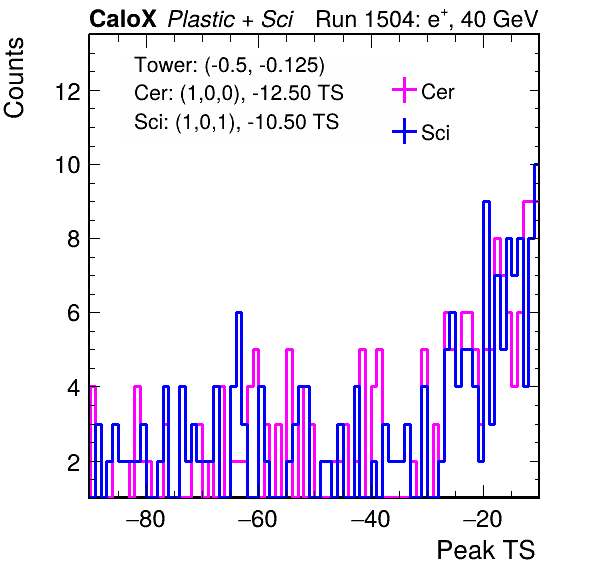 CaloX Plastic + Sci Run 1504: e+, 40 GeV
Counts
Tower: (-0.5, -0.125)
Cer: (1,0,0), -12.50 TS
Sci: (1,0,1), -10.50 TS
Cer
Sci
12
10
8
6
4
2
−80 −60 −40 −20
Peak TS